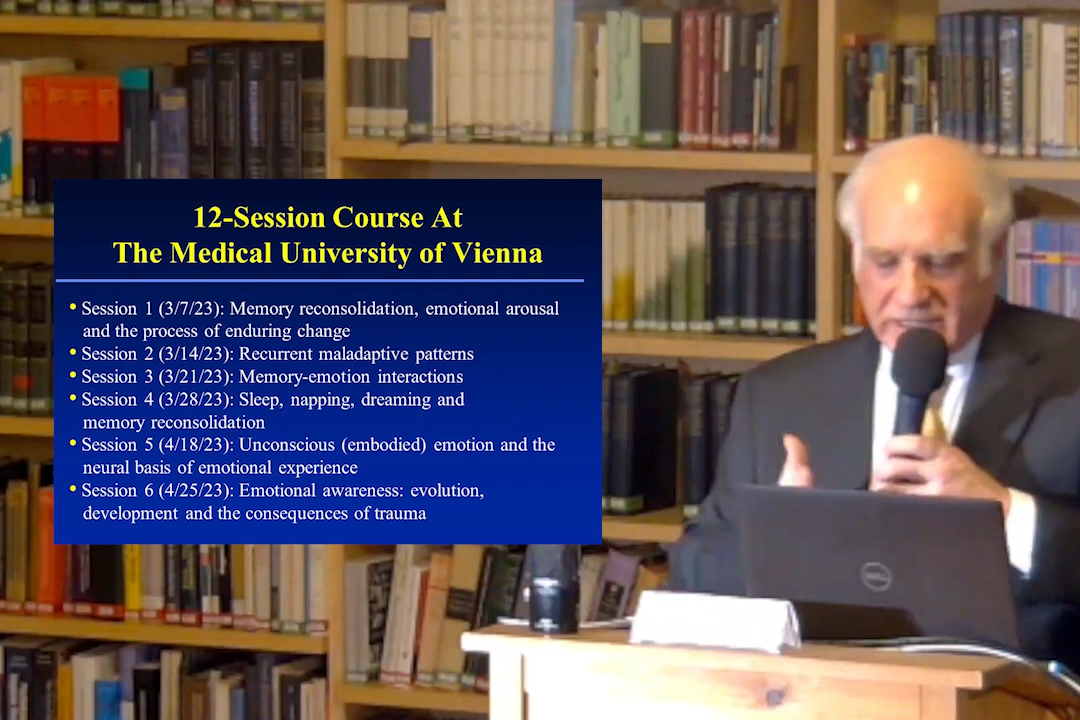 12-Session Course At
The Medical University of Vienna
• Session 1 (3/7/23): Memory reconsolidation, emotional arousal
and the process of enduring change
• Session 2 (3/14/23): Recurrent maladaptive patterns
• Session 3 (3/21/23): Memory-emotion interactions
• Session 4 (3/28/23): Sleep, napping, dreaming and
memory reconsolidation
• Session 5 (4/18/23): Unconscious (embodied) emotion and the
neural basis of emotional experience
• Session 6 (4/25/23): Emotional awareness: evolution,
development and the consequences of trauma
DELL